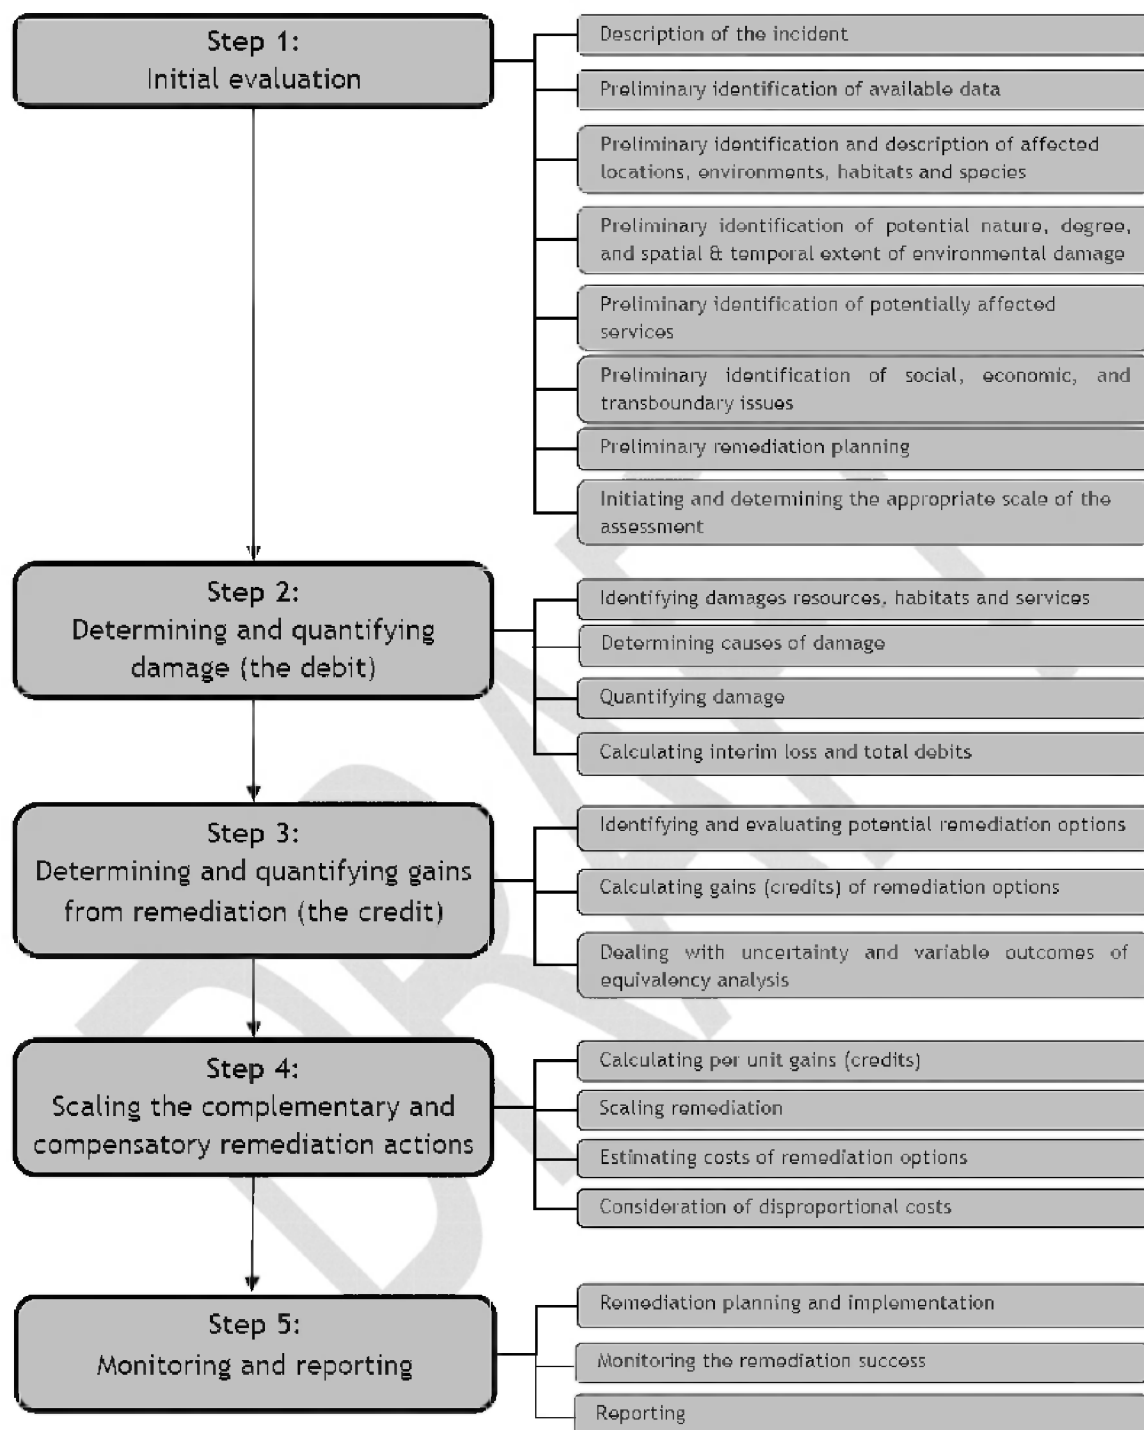 Step 1:
Initial evaluation
Description of the incident
Preliminary identification of available data
Preliminary identification and description of affected
locations, environments, habitats and species
Preliminary identification of potential nature, degree,
and spatial & temporal extent of environmental damage
Preliminary identification of potentially affected
services
Preliminary identification of social, economic, and
transboundary issues
Preliminary remediation planning
Initiating and determining the appropriate scale of the
assessment
Step 2:
Determining and quantifying
damage (the debit)
Identifying damages resources, habitats and services
Determining causes of damage
Quantifying damage
Calculating interim loss and total debits
Step 3:
Determining and quantifying gains
from remediation (the credit)
Identifying and evaluating potential remediation options
Calculating gains (credits) of remediation options
Dealing with uncertainty and variable outcomes of
equivalency analysis
Step 4:
Scaling the complementary and
compensatory remediation actions
Calculating per unit gains (credits)
Scaling remediation
Estimating costs of remediation options
Consideration of disproportional costs
Step 5:
Monitoring and reporting
Remediation planning and implementation
Monitoring the remediation success
Reporting
DRAFT